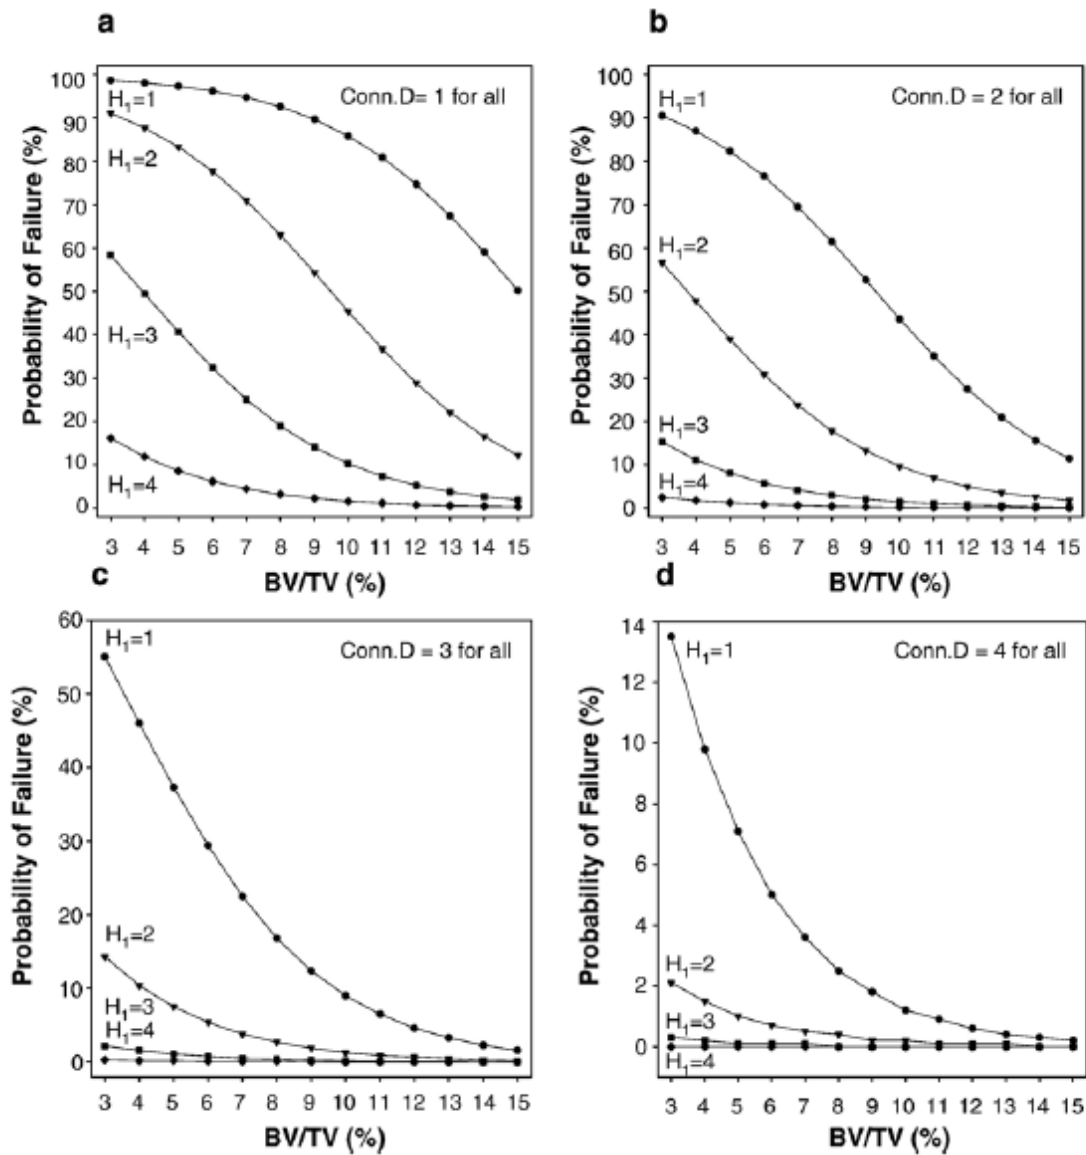 a
Conn.D= 1 for all
Probability of Failure (%)
100
90
80
70
60
50
40
30
20
10
0
H1=1
H1=2
H1=3
H1=4
3 4 5 6 7 8 9 10 11 12 13 14 15
BV/TV (%)
b
Conn.D = 2 for all
Probability of Failure (%)
100
90
80
70
60
50
40
30
20
10
0
H1=1
H1=2
H1=3
H1=4
3 4 5 6 7 8 9 10 11 12 13 14 15
BV/TV (%)
c
Conn.D = 3 for all
Probability of Failure (%)
60
50
40
30
20
10
0
H1=1
H1=2
H1=3
H1=4
3 4 5 6 7 8 9 10 11 12 13 14 15
BV/TV (%)
d
Conn.D = 4 for all
Probability of Failure (%)
14
12
10
8
6
4
2
0
H1=1
H1=2
H1=3
H1=4
3 4 5 6 7 8 9 10 11 12 13 14 15
BV/TV (%)